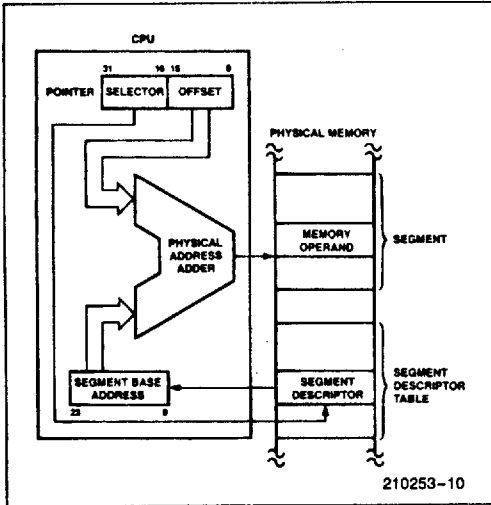 CPU
31 16 15 0
POINTER SELECTOR OFFSET
PHYSICAL MEMORY
MEMORY
OPERAND
SEGMENT
PHYSICAL
ADDRESS
ADDER
SEGMENT BASE
ADDRESS
23 0
SEGMENT
DESCRIPTOR
SEGMENT
DESCRIPTOR
TABLE
210253-10